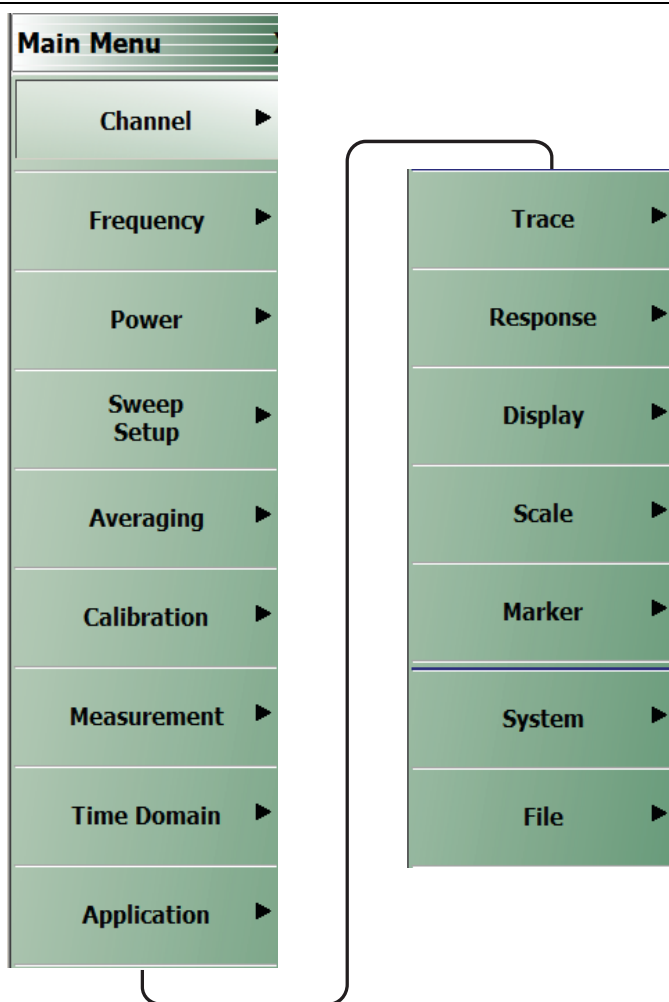 Main Menu
Channel
Frequency
Power
Sweep
Setup
Averaging
Calibration
Measurement
Time Domain
Application
Trace
Response
Display
Scale
Marker
System
File